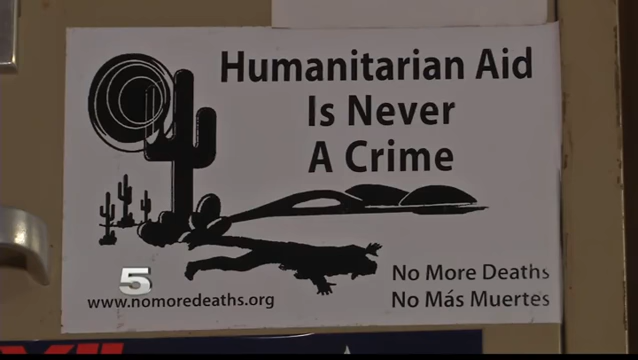 Humanitarian Aid
Is Never
A Crime
No More Deaths
No Más Muertes
5
www.nomoredeaths.org